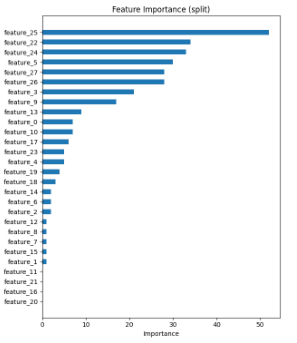 Feature Importance (split)
feature_25
feature_22
feature_24
feature_5
feature_27
feature_26
feature_3
feature_9
feature_13
feature_0
feature_10
feature_17
feature_23
feature_4
feature_19
feature_18
feature_14
feature_6
feature_2
feature_12
feature_8
feature_7
feature_15
feature_1
feature_11
feature_21
feature_16
feature_20
0 10 20 30 40 50
importance